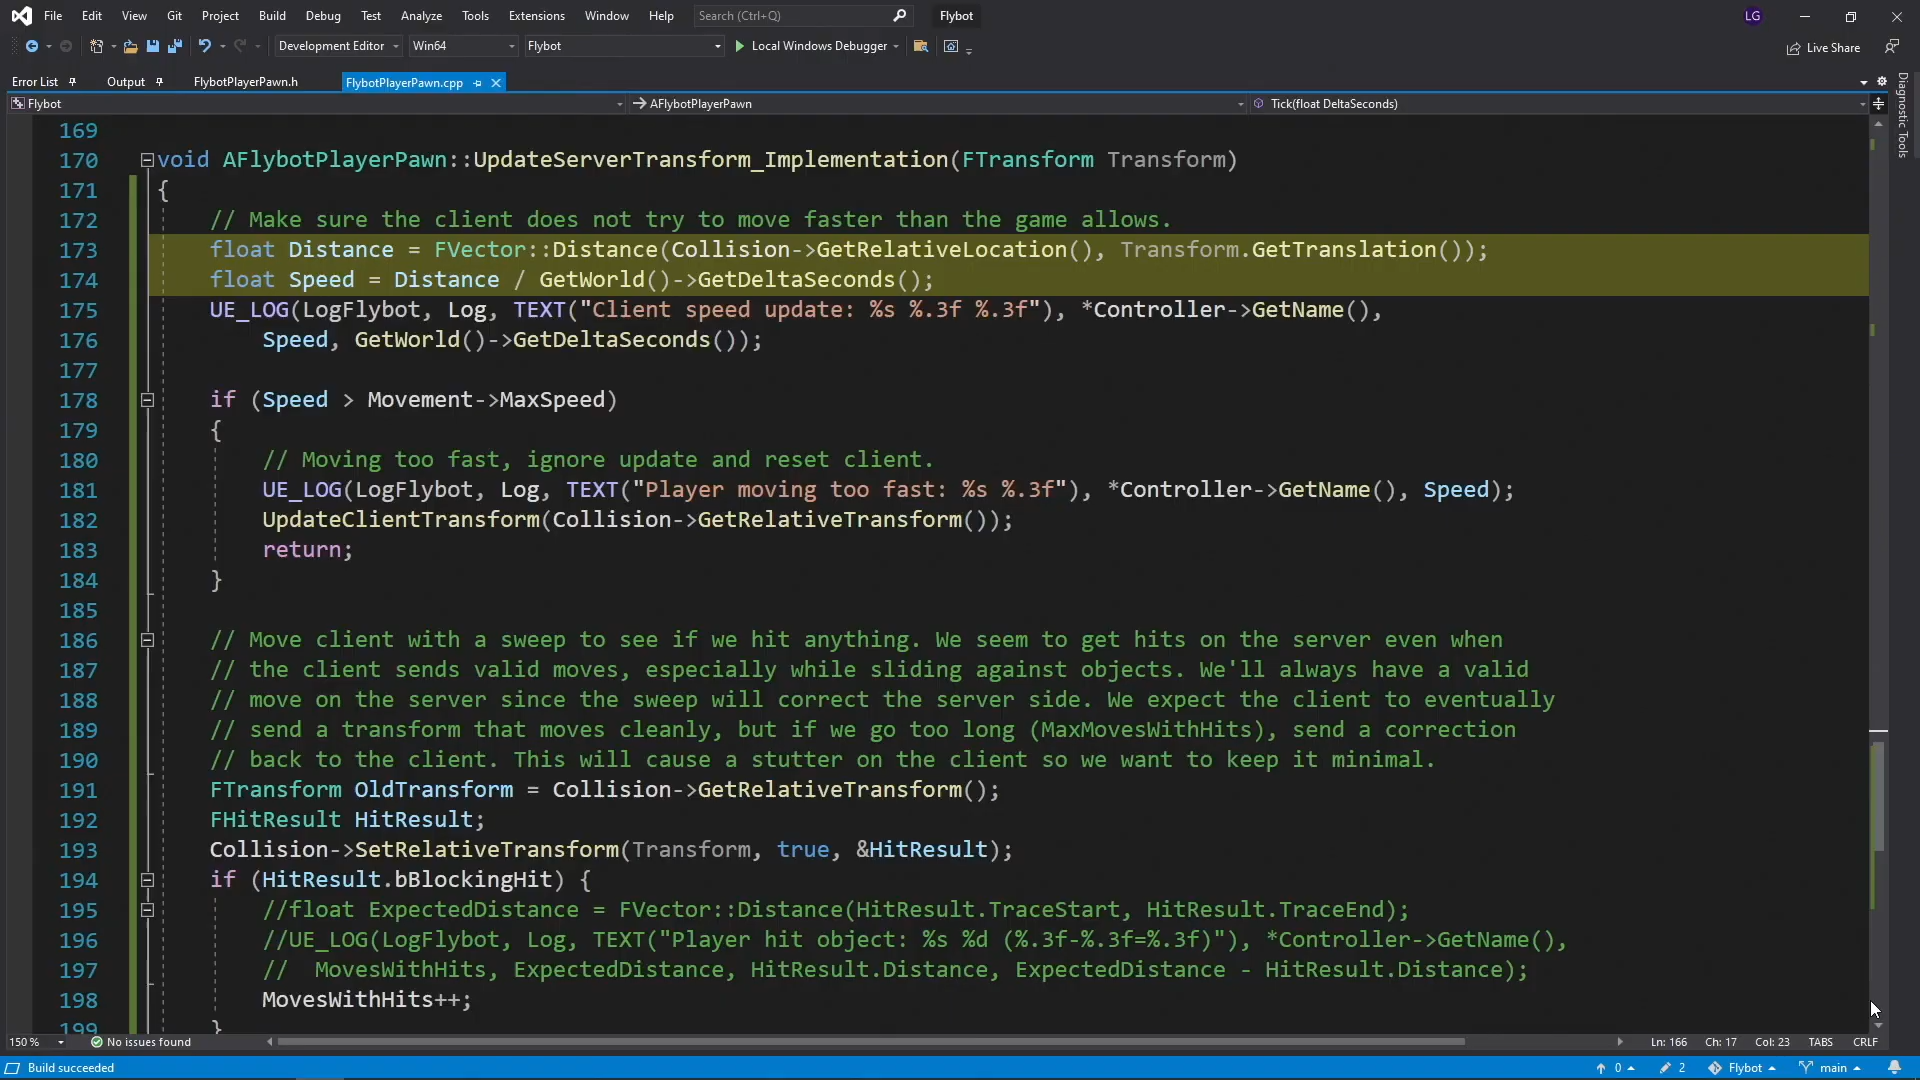 File Edit View Git Project Build Debug Test Analyze Tools Extensions Window Help Search (Ctrl+Q) Flybot LG
Development Editor Win64 Flybot Local Windows Debugger Live Share
Error List Output FlybotPlayerPawn.h FlybotPlayerPawn.cpp
Flybot AFlybotPlayerPawn Tick(float DeltaSeconds)
Diagnostic Tools
169
170 void AFlybotPlayerPawn::UpdateServerTransform_Implementation(FTransform Transform)
171 {
172 // Make sure the client does not try to move faster than the game allows.
173 float Distance = FVector::Distance(Collision->GetRelativeLocation(), Transform.GetTranslation());
174 float Speed = Distance / GetWorld()->GetDeltaSeconds();
175 UE_LOG(LogFlybot, Log, TEXT("Client speed update: %s %.3f %.3f"), *Controller->GetName(),
176 Speed, GetWorld()->GetDeltaSeconds());
177
178 if (Speed > Movement->MaxSpeed)
179 {
180 // Moving too fast, ignore update and reset client.
181 UE_LOG(LogFlybot, Log, TEXT("Player moving too fast: %s %.3f"), *Controller->GetName(), Speed);
182 UpdateClientTransform(Collision->GetRelativeTransform());
183 return;
184 }
185
186 // Move client with a sweep to see if we hit anything. We seem to get hits on the server even when
187 // the client sends valid moves, especially while sliding against objects. We'll always have a valid
188 // move on the server since the sweep will correct the server side. We expect the client to eventually
189 // send a transform that moves cleanly, but if we go too long (MaxMovesWithHits), send a correction
190 // back to the client. This will cause a stutter on the client so we want to keep it minimal.
191 FTransform OldTransform = Collision->GetRelativeTransform();
192 FHitResult HitResult;
193 Collision->SetRelativeTransform(Transform, true, &HitResult);
194 if (HitResult.bBlockingHit) {
195 //float ExpectedDistance = FVector::Distance(HitResult.TraceStart, HitResult.TraceEnd);
196 //UE_LOG(LogFlybot, Log, TEXT("Player hit object: %s %d (%.3f-%.3f=%.3f)"), *Controller->GetName(),
197 // MovesWithHits, ExpectedDistance, HitResult.Distance, ExpectedDistance - HitResult.Distance);
198 MovesWithHits++;
199 }
150 % No issues found Ln: 166 Ch: 17 Col: 23 TABS CRLF
Build succeeded 0 2 Flybot main